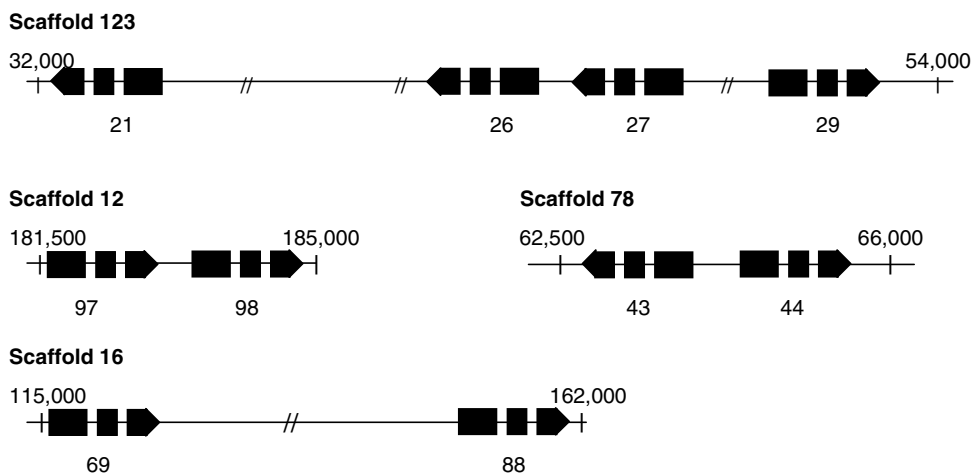 Scaffold 123
32,000 54,000
21 26 27 29
Scaffold 12 Scaffold 78
181,500 185,000 62,500 66,000
97 98 43 44
Scaffold 16
115,000 162,000
69 88